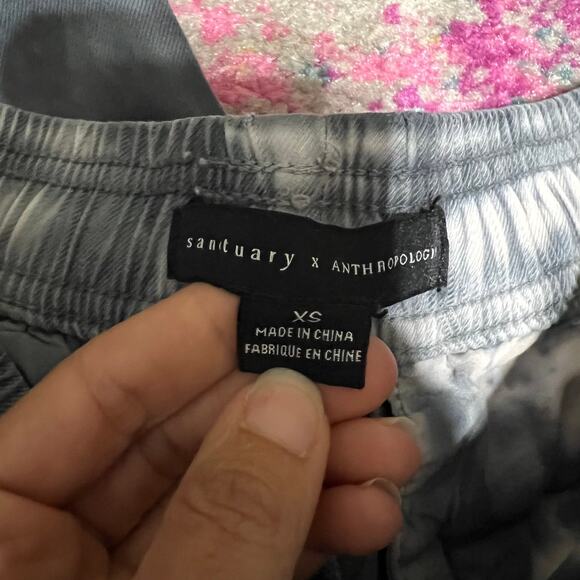 sanctuary x ANTHROPOLOGIE
XS
MADE IN CHINA
FABRIQUE EN CHINE